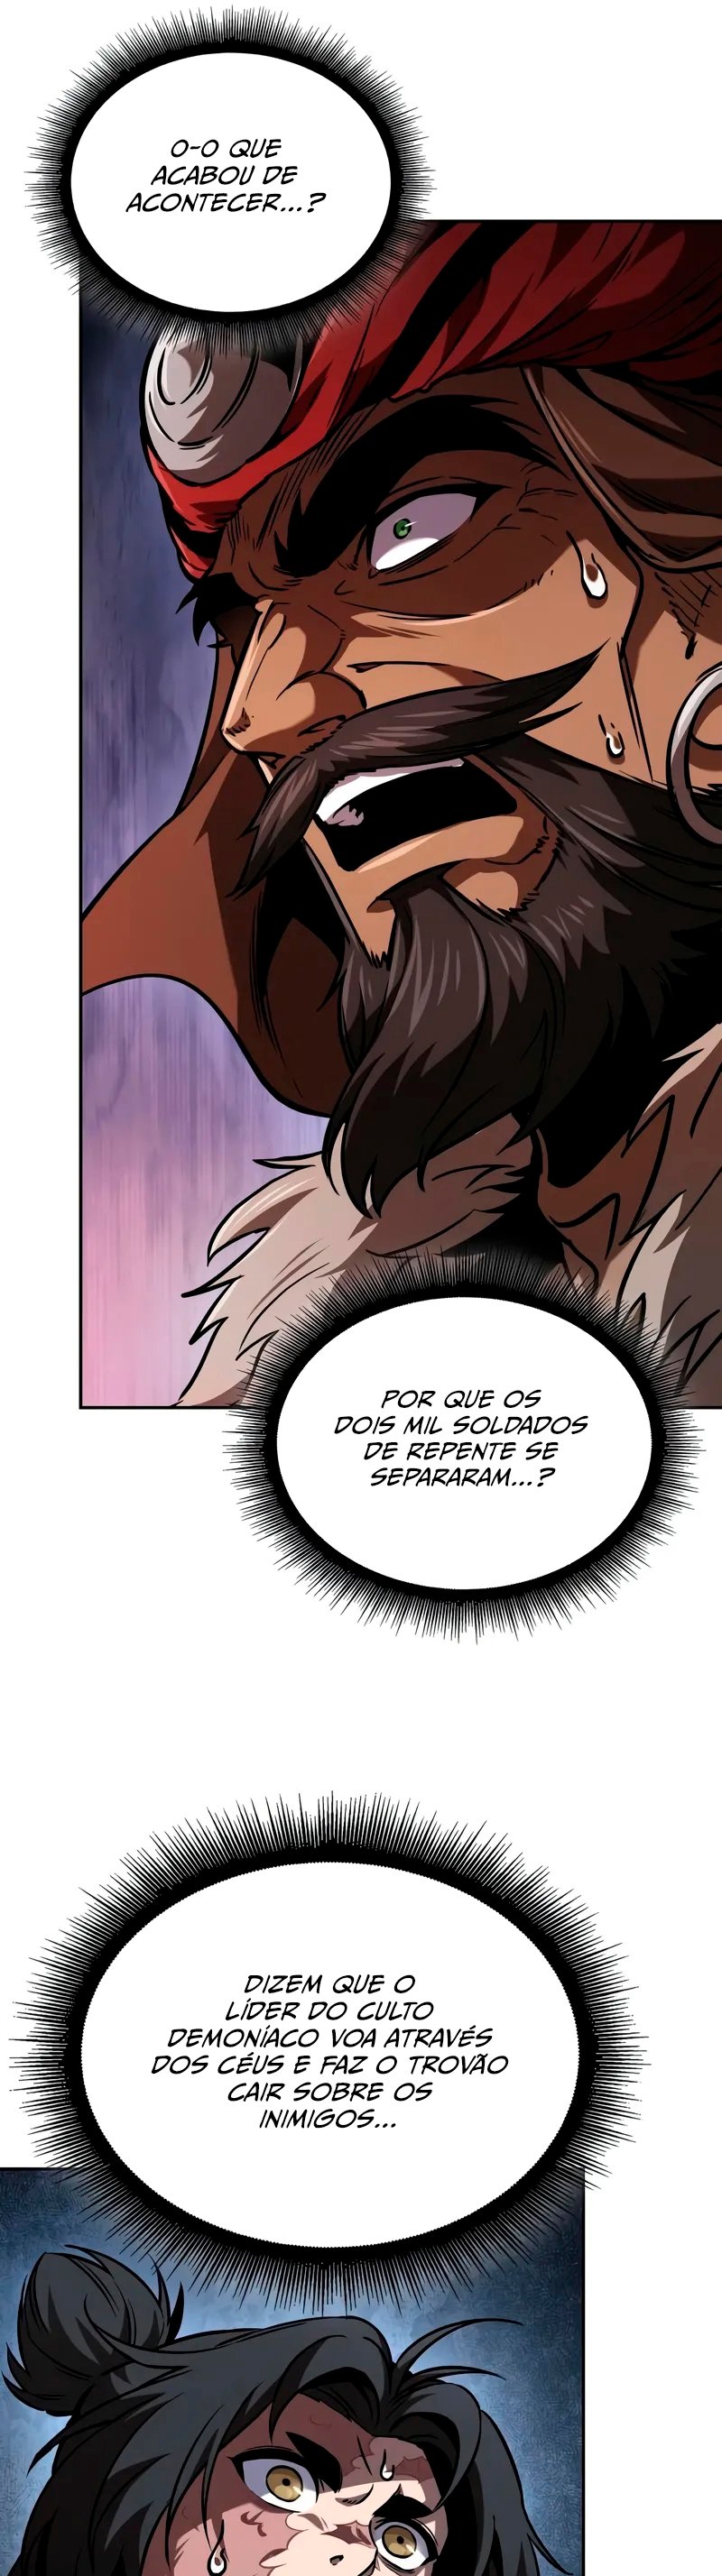 O-O QUE
ACABOU DE
ACONTECER...?
POR QUE OS
DOIS MIL SOLDADOS
DE REPENTE SE
SEPARARAM...?
DIZEM QUE O
LÍDER DO CULTO
DEMONÍACO VOA ATRAVÉS
DOS CÉUS E FAZ O TROVÃO
CAIR SOBRE OS
INIMIGOS...